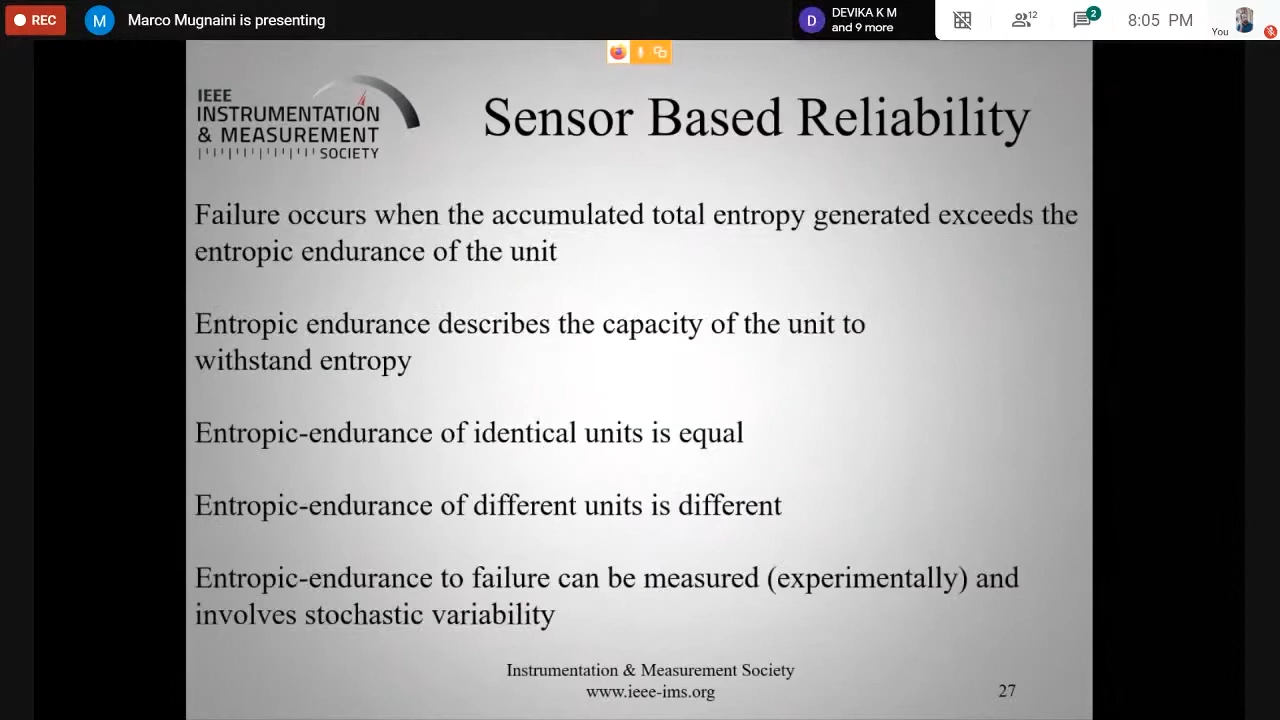 REC
M
Marco Mugnaini is presenting
D
DEVIKA K M
and 9 more
12
2
8:05 PM
You
IEEE
INSTRUMENTATION
& MEASUREMENT
SOCIETY
Sensor Based Reliability
Failure occurs when the accumulated total entropy generated exceeds the
entropic endurance of the unit
Entropic endurance describes the capacity of the unit to
withstand entropy
Entropic-endurance of identical units is equal
Entropic-endurance of different units is different
Entropic-endurance to failure can be measured (experimentally) and
involves stochastic variability
Instrumentation & Measurement Society
www.ieee-ims.org
27